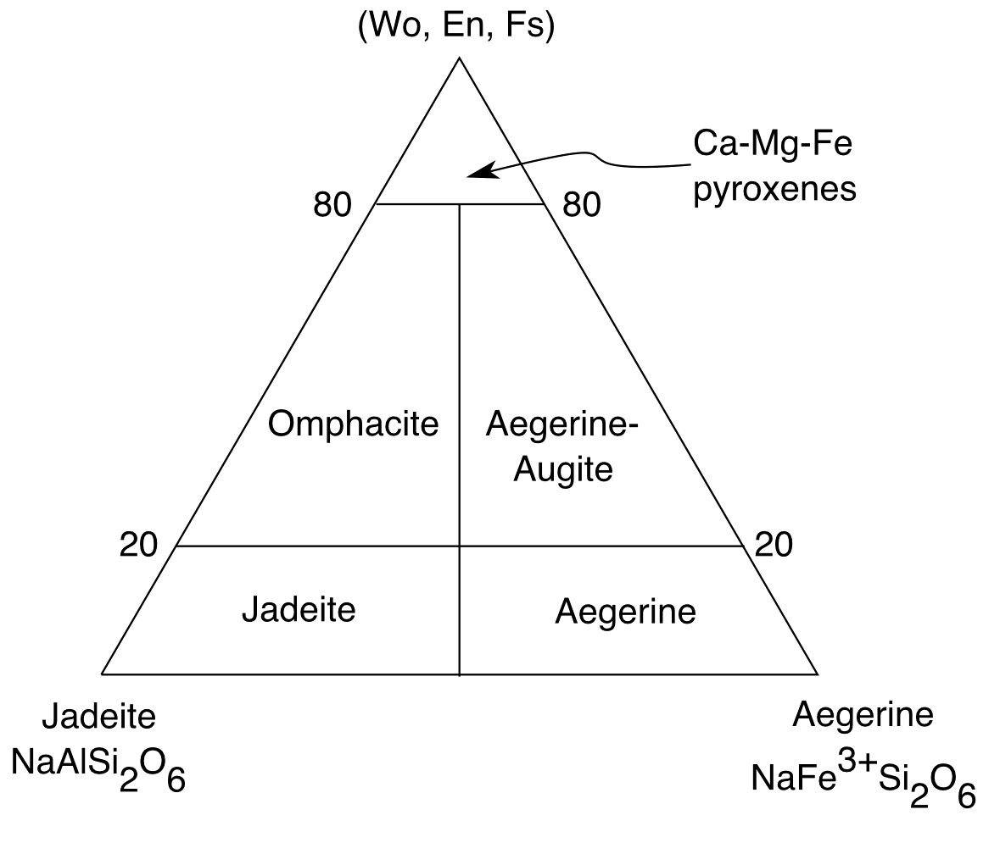 (Wo, En, Fs)
Ca-Mg-Fe
pyroxenes
80
80
Omphacite
Aegerine-
Augite
20
20
Jadeite
Aegerine
Jadeite
NaAlSi2O6
Aegerine
NaFe3+Si2O6